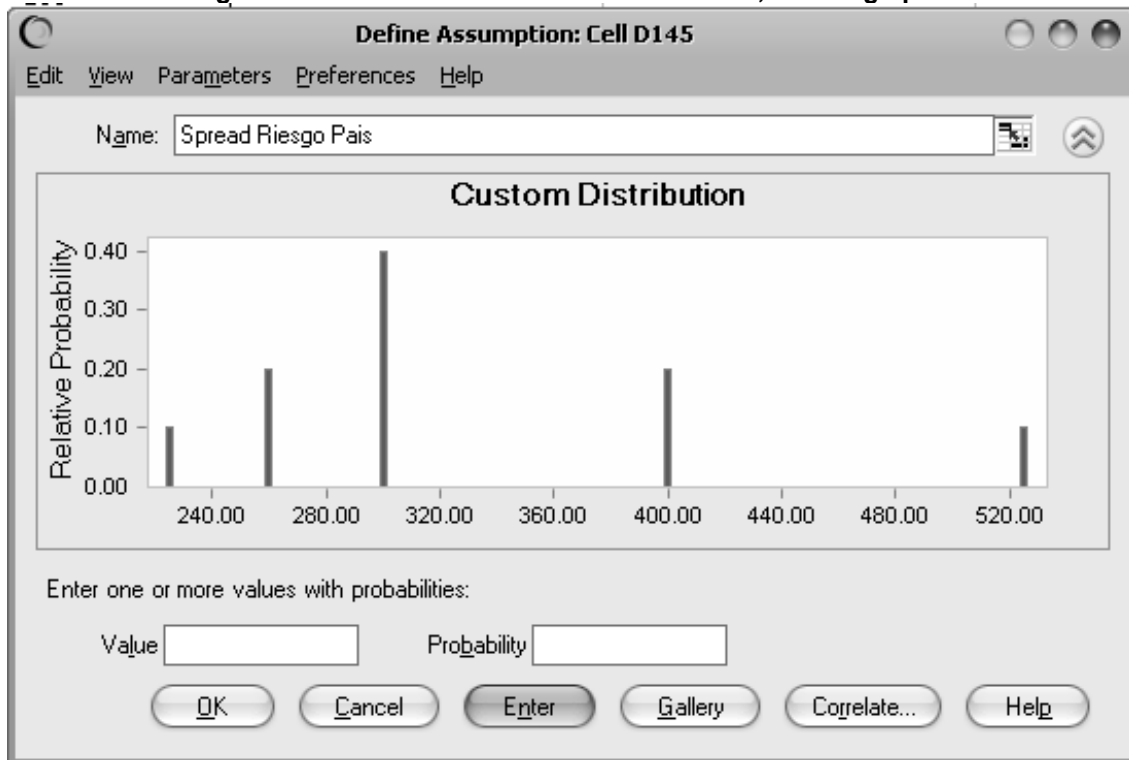 Define Assumption: Cell D145
Edit View Parameters Preferences Help
Name: Spread Riesgo Pais
Custom Distribution
Relative Probability
0.40
0.30
0.20
0.10
0.00
240.00 280.00 320.00 360.00 400.00 440.00 480.00 520.00
Enter one or more values with probabilities:
Value Probability
OK Cancel Enter Gallery Correlate... Help